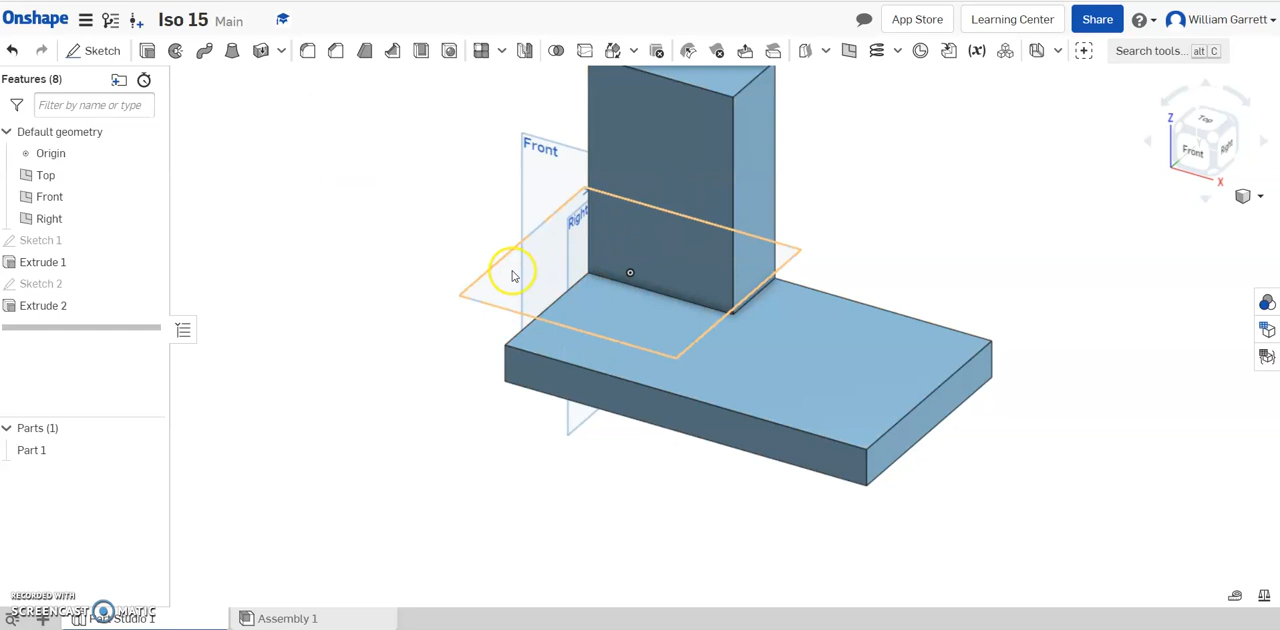 Onshape Iso 15 Main App Store Learning Center Share William Garrett
Sketch Search tools... alt C
Features (8)
Filter by name or type
Default geometry
Origin
Top
Front
Right
Sketch 1
Extrude 1
Sketch 2
Extrude 2
Parts (1)
Part 1
Front
Right
Z
Top
Front
Right
Y
X
RECORDED WITH
SCREENCAST MATIC
Part Studio 1 Assembly 1